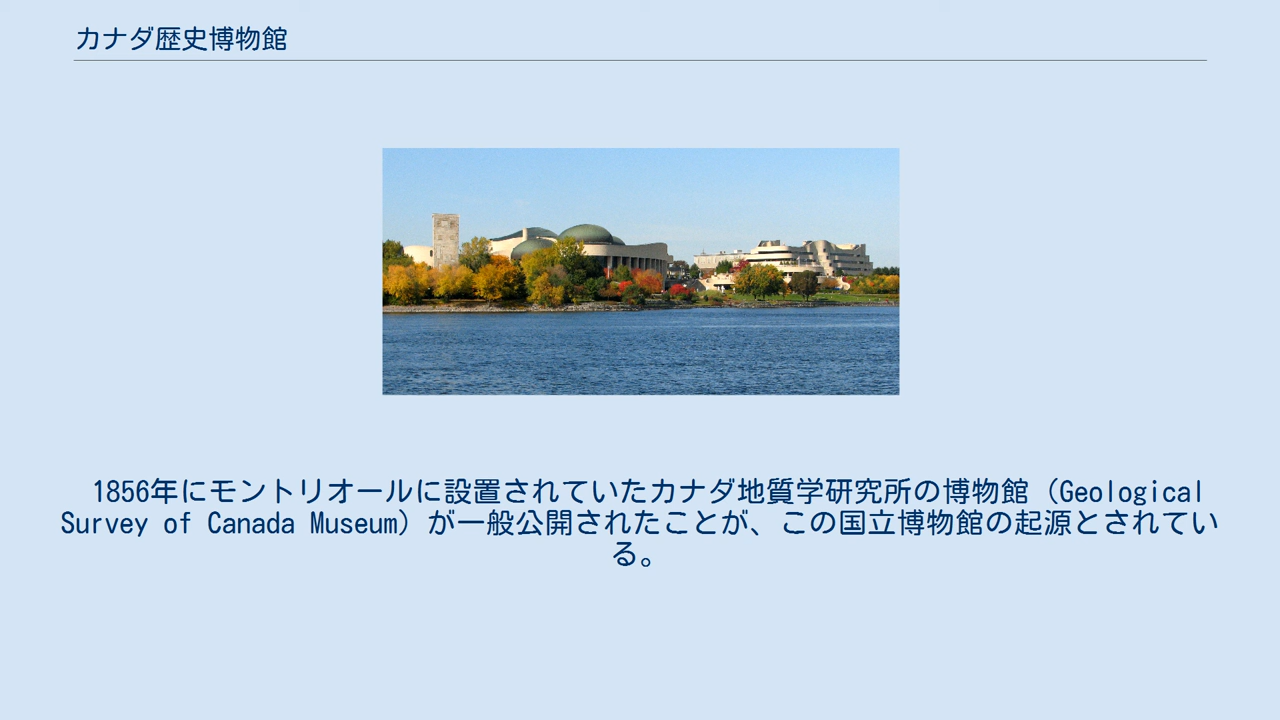 カナダ歴史博物館
1856年にモントリオールに設置されていたカナダ地質学研究所の博物館（Geological
Survey of Canada Museum）が一般公開されたことが、この国立博物館の起源とされてい
る。